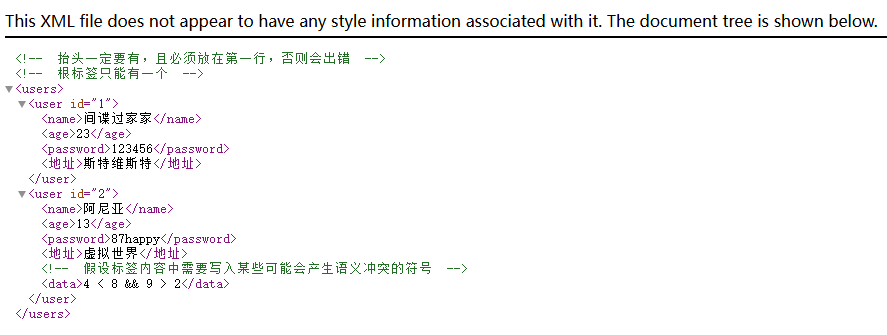 This XML file does not appear to have any style information associated with it. The document tree is shown below.
<!-- 抬头一定要有，且必须放在第一行，否则会出错 -->
<!-- 根标签只能有一个 -->
▼<users>
▼<user id="1">
<name>间谍过家家</name>
<age>23</age>
<password>123456</password>
<地址>斯特维斯特</地址>
</user>
▼<user id="2">
<name>阿尼亚</name>
<age>13</age>
<password>87happy</password>
<地址>虚拟世界</地址>
<!-- 假设标签内容中需要写入某些可能会产生语义冲突的符号 -->
<data>4 < 8 && 9 > 2</data>
</user>
</users>